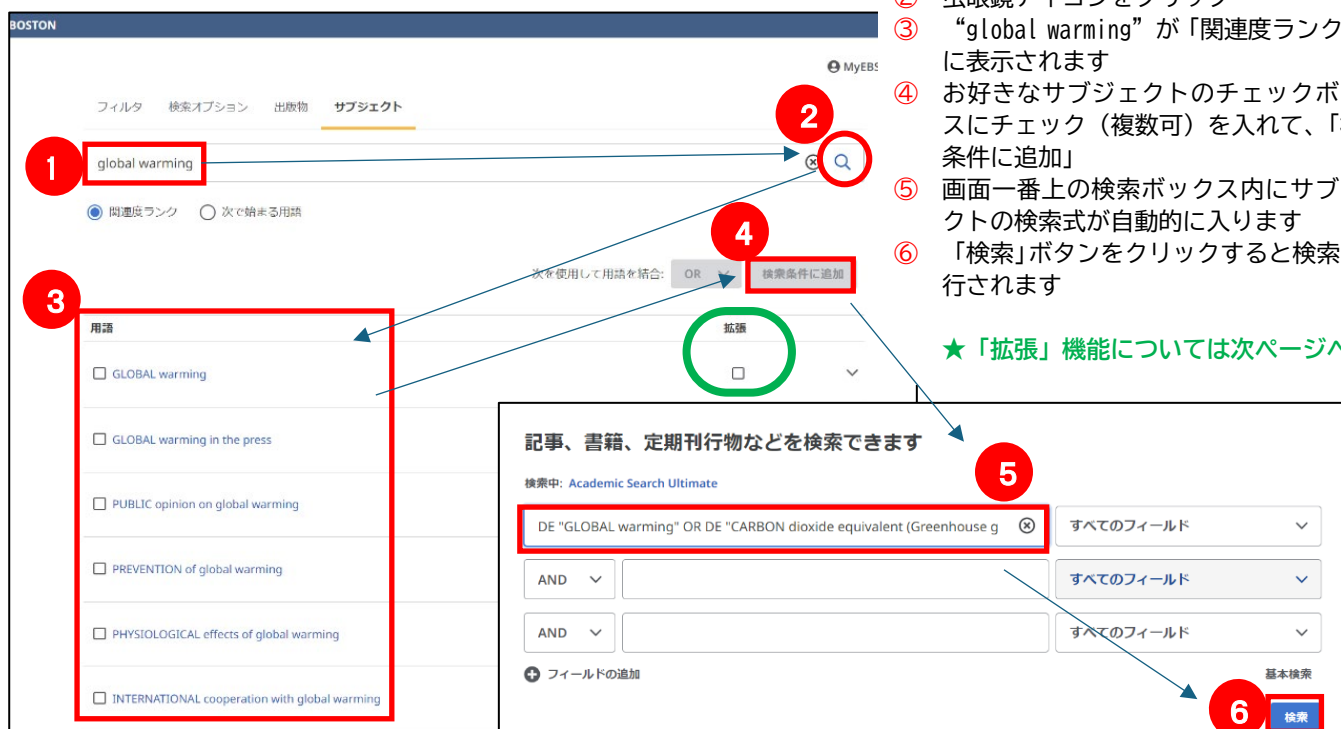 BOSTON
MyEBS
フィルタ 検索オプション 出版物 サブジェクト
2
1
global warming
関連度ランク 次で始まる用語
4
次を使用して用語を結合: OR 検索条件に追加
3
用語 拡張
GLOBAL warming
GLOBAL warming in the press
PUBLIC opinion on global warming
PREVENTION of global warming
PHYSIOLOGICAL effects of global warming
INTERNATIONAL cooperation with global warming
② 虫眼鏡アイコンをクリック
③ “global warming”が「関連度ランク
に表示されます
④ お好きなサブジェクトのチェックボ
スにチェック（複数可）を入れて、「
条件に追加」
⑤ 画面一番上の検索ボックス内にサブ
クトの検索式が自動的に入ります
⑥ 「検索」ボタンをクリックすると検索
行されます
★「拡張」機能については次ページへ
記事、書籍、定期刊行物などを検索できます
5
検索中: Academic Search Ultimate
DE "GLOBAL warming" OR DE "CARBON dioxide equivalent (Greenhouse g すべてのフィールド
AND すべてのフィールド
AND すべてのフィールド
フィールドの追加 基本検索
6 検索